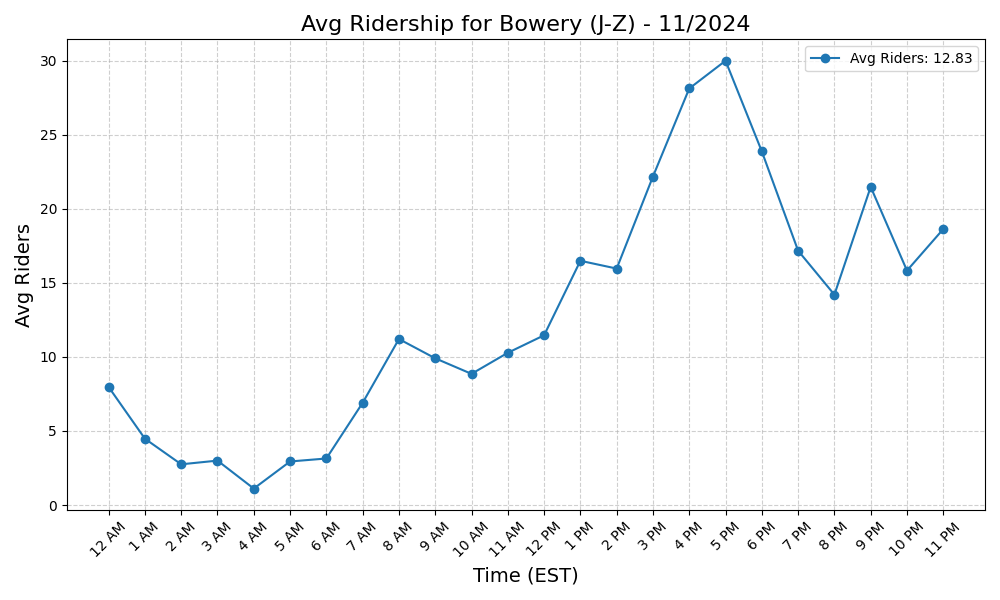 Avg Ridership for Bowery (J-Z) - 11/2024
Avg Riders: 12.83
30
25
20
15
10
5
0
Avg Riders
12 AM
1 AM
2 AM
3 AM
4 AM
5 AM
6 AM
7 AM
8 AM
9 AM
10 AM
11 AM
12 PM
1 PM
2 PM
3 PM
4 PM
5 PM
6 PM
7 PM
8 PM
9 PM
10 PM
11 PM
Time (EST)